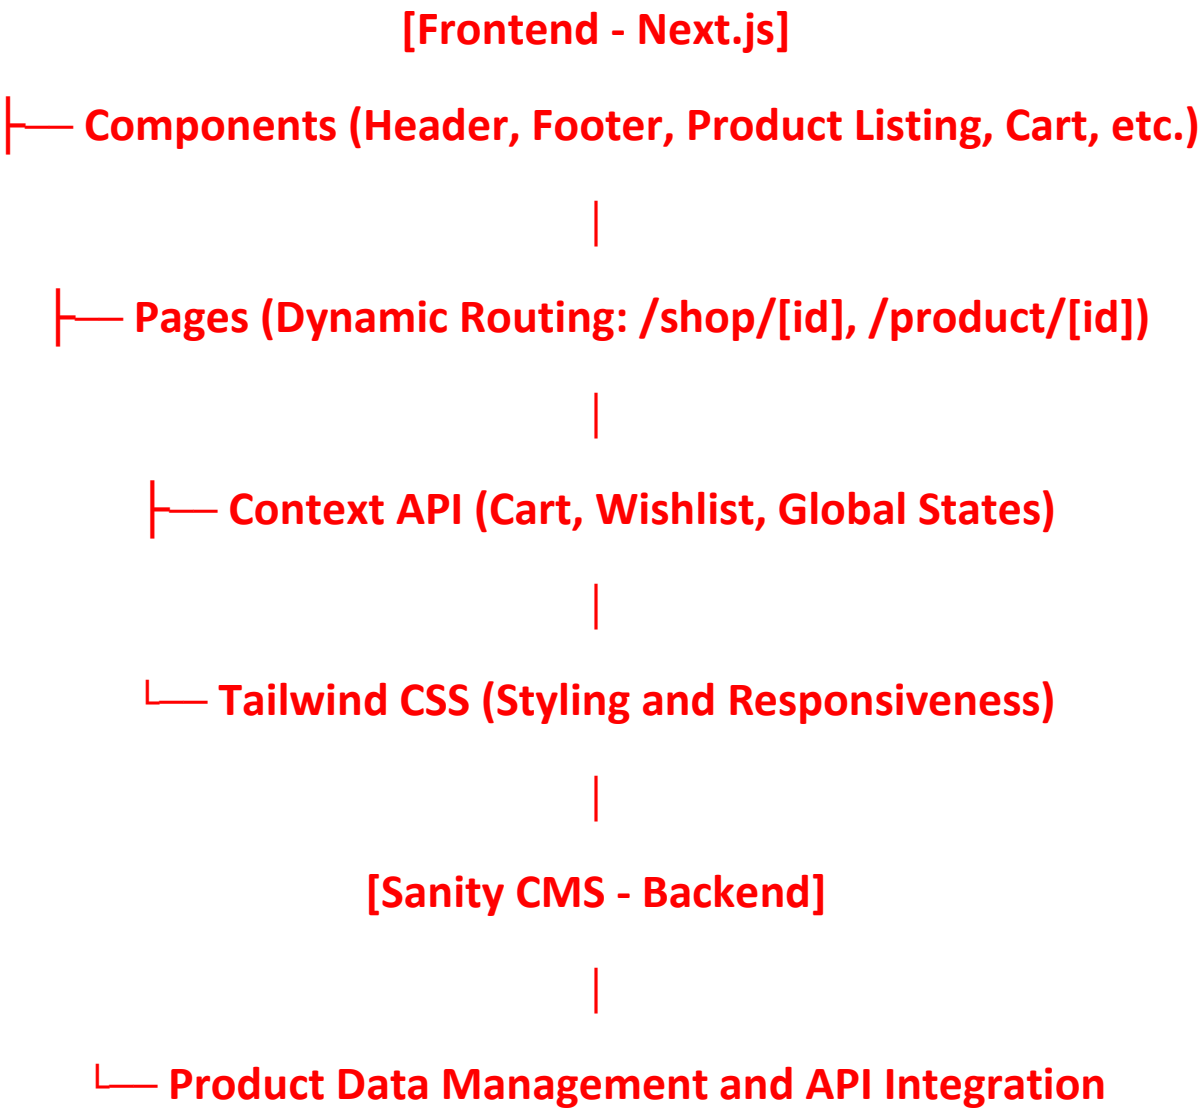 [Frontend - Next.js]
├── Components (Header, Footer, Product Listing, Cart, etc.)
│
├── Pages (Dynamic Routing: /shop/[id], /product/[id])
│
├── Context API (Cart, Wishlist, Global States)
│
└── Tailwind CSS (Styling and Responsiveness)
│
[Sanity CMS - Backend]
│
└── Product Data Management and API Integration